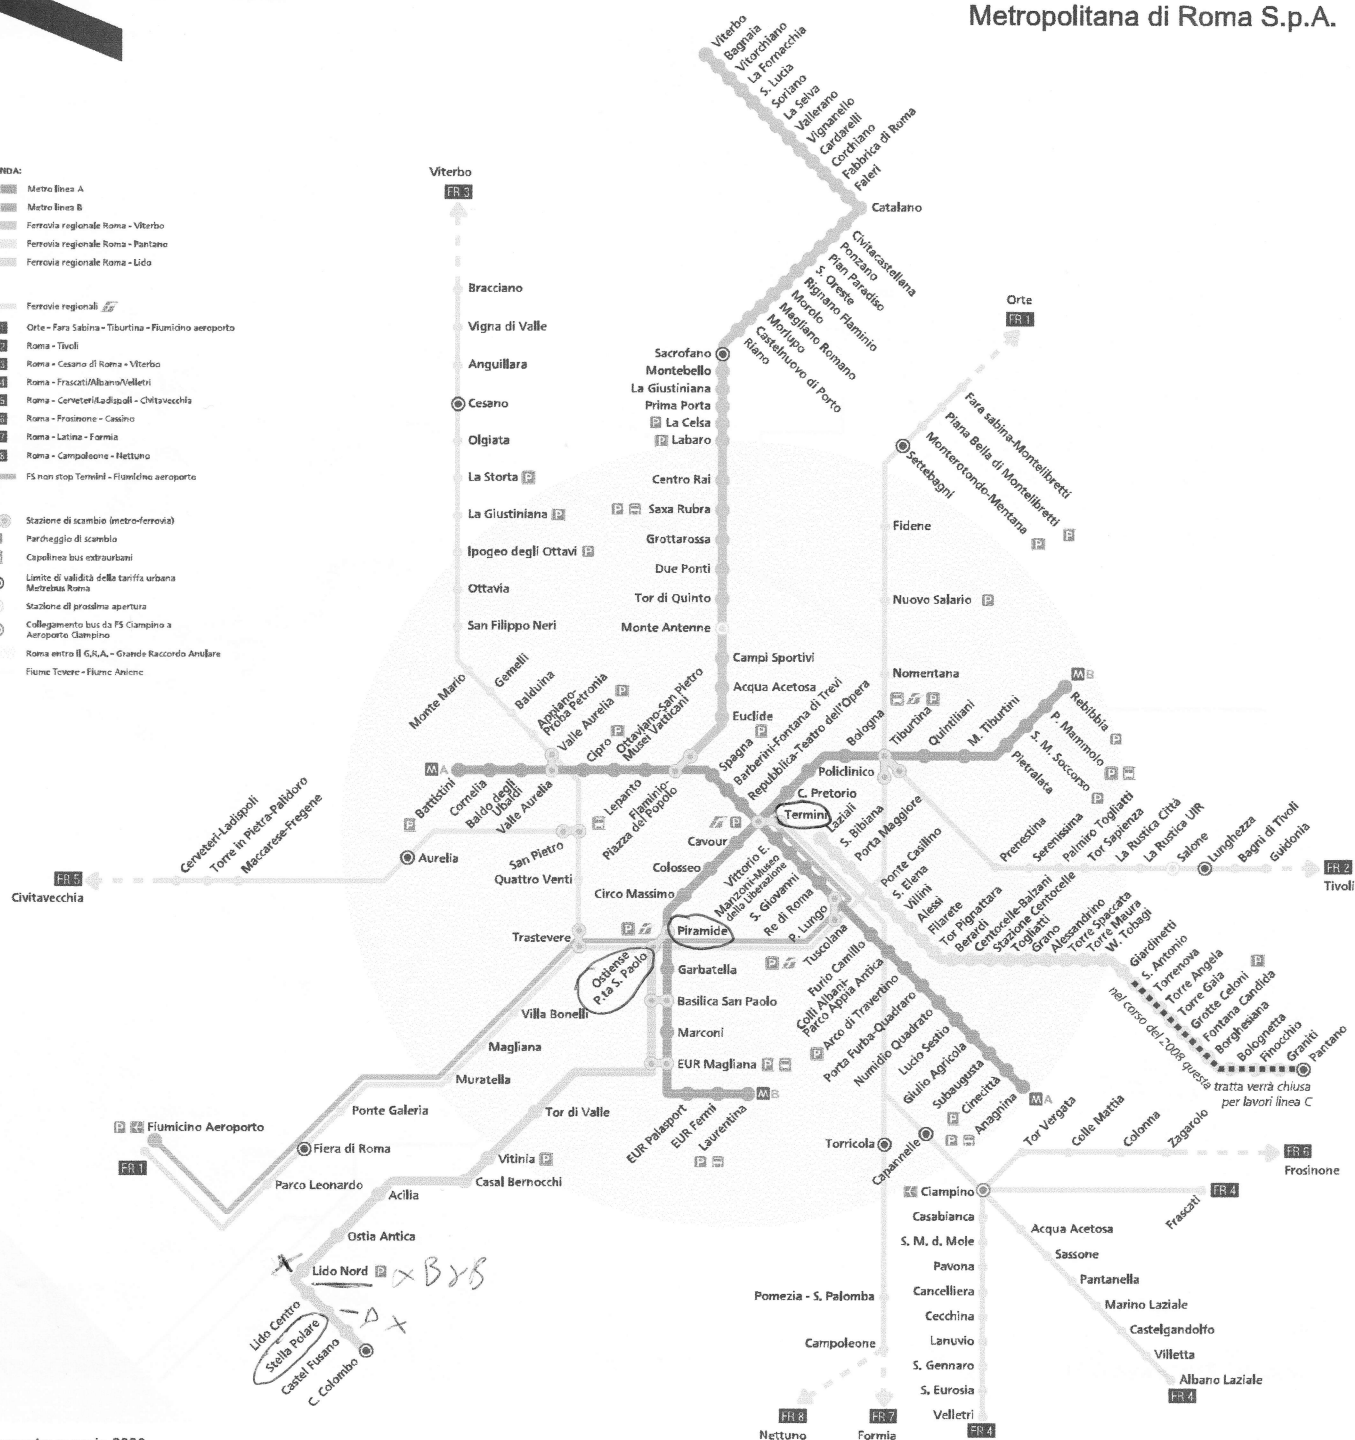 Metropolitana di Roma S.p.A.
NDA:
Metro linea A
Metro linea B
Ferrovia regionale Roma - Viterbo
Ferrovia regionale Roma - Pantano
Ferrovia regionale Roma - Lido
Ferrovie regionali
Orte - Fara Sabina - Tiburtina - Fiumicino aeroporto
Roma - Tivoli
Roma - Cesano di Roma - Viterbo
Roma - Frascati/Albano/Velletri
Roma - Cerveteri/Ladispoli - Civitavecchia
Roma - Frosinone - Cassino
Roma - Latina - Formia
Roma - Campoleone - Nettuno
FS non stop Termini - Fiumicino aeroporto
Stazione di scambio (metro-ferrovia)
Parcheggio di scambio
Capolinea bus extraurbani
Limite di validità della tariffa urbana
Metrebus Roma
Stazione di prossima apertura
Collegamento bus da FS Ciampino a
Aeroporto Ciampino
Roma entro il G.R.A. - Grande Raccordo Anulare
Fiume Tevere - Fiume Aniene
Viterbo
Bagnaia
Vitorchiano
La Fornacchia
S. Lucia
Soriano
La Selva
Vallerano
Vignanello
Cardarelli
Corchiano
Fabbrica di Roma
Faleri
Catalano
Civitacastellana
Ponzano
Pian Paradiso
S. Oreste
Rignano Flaminio
Morolo
Magliano Romano
Morlupo
Castelnuovo di Porto
Riano
Sacrofano
Montebello
La Giustiniana
Prima Porta
P La Celsa
P Labaro
Centro Rai
P Saxa Rubra
Grottarossa
Due Ponti
Tor di Quinto
Monte Antenne
Campi Sportivi
Acqua Acetosa
Euclide
Viterbo
FR 3
Bracciano
Vigna di Valle
Anguillara
Cesano
Olgiata
La Storta P
La Giustiniana P
Ipogeo degli Ottavi P
Ottavia
San Filippo Neri
Monte Mario
Gemelli
Balduina
Appiano-
Proba Petronia
Valle Aurelia P
Cipro P
Ottaviano-San Pietro
Musei Vaticani
Orte
FR 1
Fara sabina-Montelibretti
Piana Bella di Montelibretti P
Monterotondo-Mentana P
Settebagni
Fidene
Nuovo Salario P
Nomentana
P
MA
P Battistini
Cornelia
Baldo degli
Ubaldi
Valle Aurelia
Lepanto
Flaminio-
Piazza del Popolo
Spagna P
Barberini-Fontana di Trevi
Repubblica-Teatro dell'Opera
Bologna
Tiburtina
Quintiliani
M. Tiburtini
Pietralata
S. M. Soccorso P
P. Mammolo P
Rebibbia P
MB
Policlinico
C. Pretorio
Termini
P
Cavour
Colosseo
Circo Massimo
Piramide
P
Vittorio E.
Manzoni-Museo
della Liberazione
S. Giovanni
Re di Roma
P. Lungo
Tuscolana
P
Furio Camillo
Colli Albani-
Parco Appia Antica
P Arco di Travertino
Porta Furba-Quadraro
Numidio Quadrato
Lucio Sestio
Giulio Agricola
Subaugusta
P Cinecittà
P Anagnina
MA
Laziali
S. Bibiana
Porta Maggiore
Ponte Casilino
S. Elena
Villini
Alessi
Filarete
Tor Pignattara
Berardi
Centocelle-Balzani
Stazione Centocelle
Togliatti
Grano
Alessandrino
Torre Spaccata
Torre Maura
W. Tobagi
Giardinetti
S. Antonio
Torrenova
Torre Angela
Torre Gaia
Grotte Celoni P
Fontana Candida
Borghesiana
Bolognetta
Finocchio
Graniti
Pantano
nel corso del 2008 questa
tratta verrà chiusa
per lavori linea C
Prenestina
Serenissima
Palmiro Togliatti
Tor Sapienza
La Rustica Città
La Rustica UIR
Salone
Lunghezza
Bagni di Tivoli
Guidonia
FR 2
Tivoli
FR 5
Civitavecchia
Cerveteri-Ladispoli
Torre in Pietra-Palidoro
Maccarese-Fregene
Aurelia
San Pietro
Quattro Venti
Trastevere
Ostiense
P.ta S. Paolo
Garbatella
Basilica San Paolo
Marconi
EUR Magliana P
EUR Palasport
EUR Fermi
Laurentina
P
MB
Villa Bonelli
Magliana
Muratella
Ponte Galeria
Fiera di Roma
Parco Leonardo
P Fiumicino Aeroporto
FR 1
Tor di Valle
Vitinia P
Casal Bernocchi
Acilia
Ostia Antica
Lido Nord P
Lido Centro
Stella Polare
Castel Fusano
C. Colombo
Torricola
Capannelle
Tor Vergata
Colle Mattia
Colonna
Zagarolo
FR 6
Frosinone
Ciampino
Frascati
FR 4
Casabianca
S. M. d. Mole
Pavona
Cancelliera
Cecchina
Lanuvio
S. Gennaro
S. Eurosia
Velletri
FR 4
Acqua Acetosa
Sassone
Pantanella
Marino Laziale
Castelgandolfo
Villetta
Albano Laziale
FR 4
Pomezia - S. Palomba
Campoleone
FR 8
Nettuno
FR 7
Formia